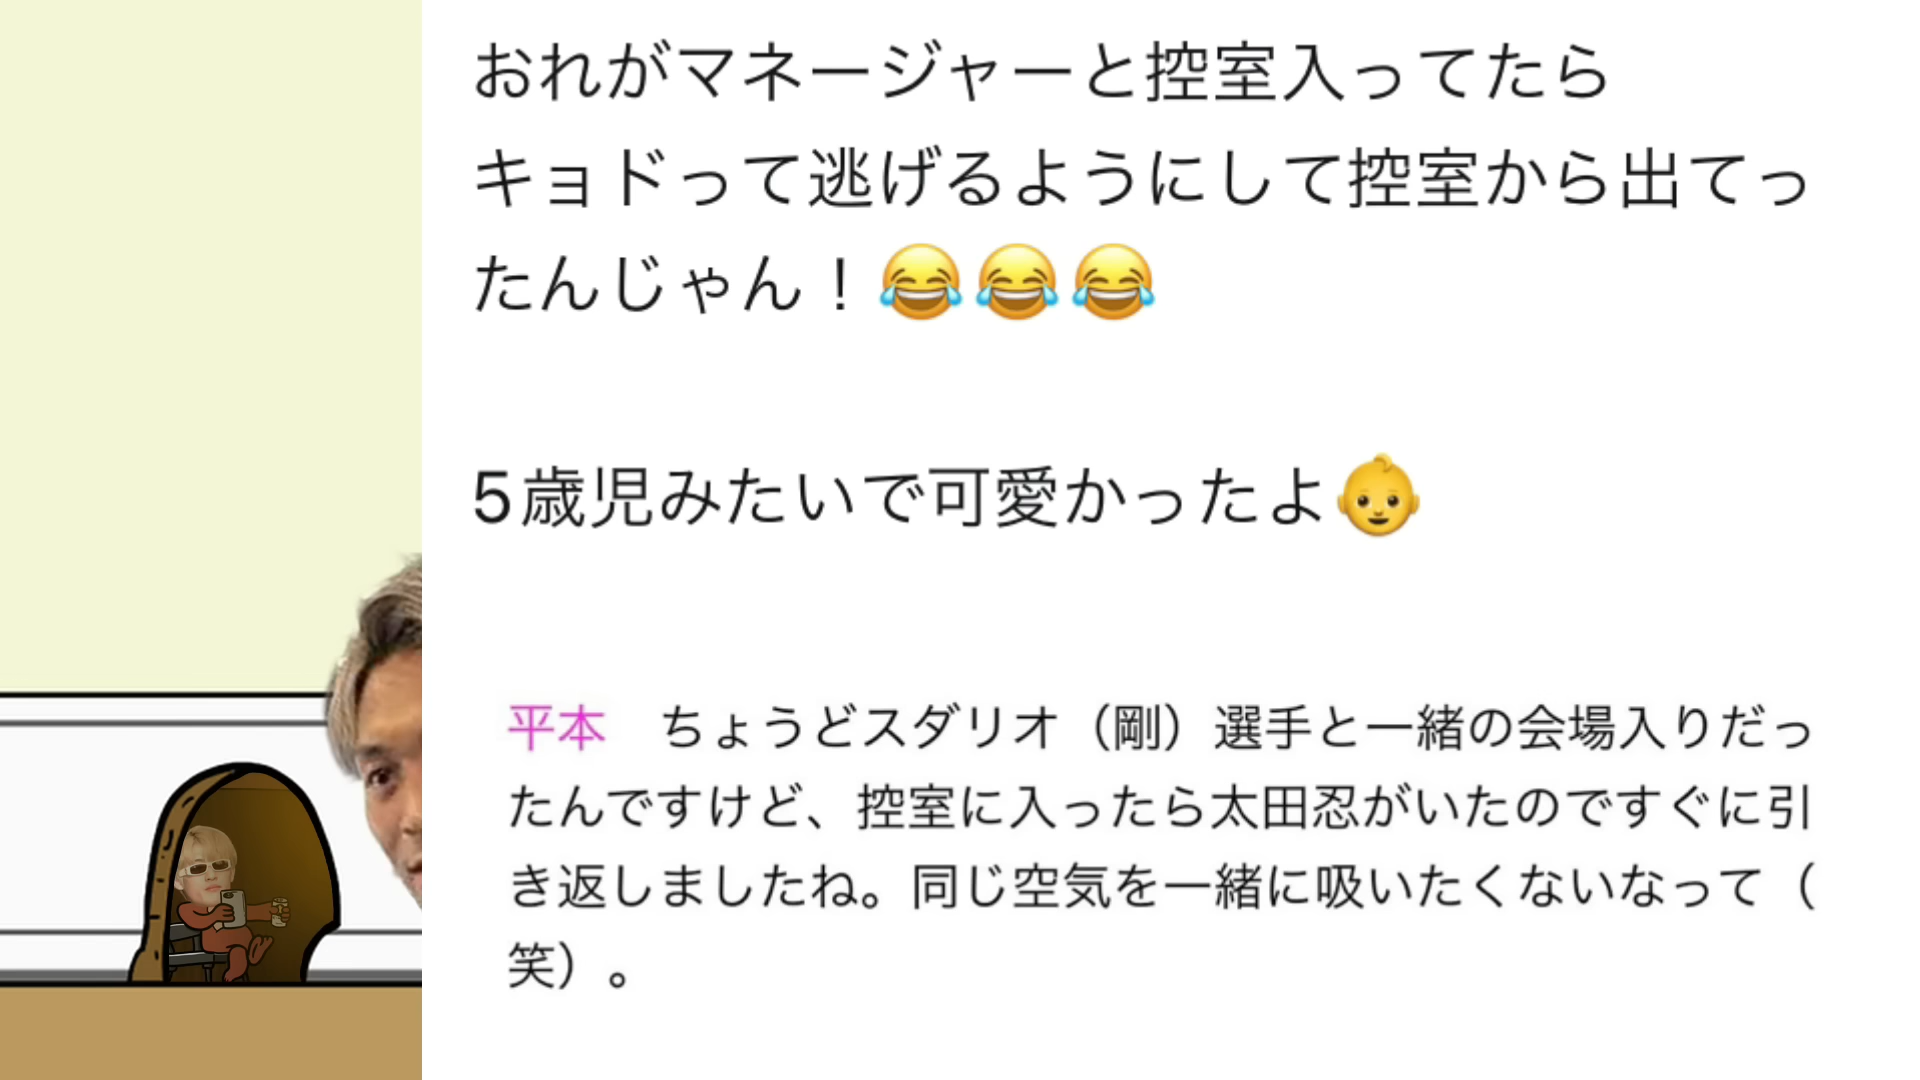 おれがマネージャーと控室入ってたら
キョドって逃げるようにして控室から出てっ
たんじゃん！😂😂😂
5歳児みたいで可愛かったよ👶
平本　ちょうどスダリオ（剛）選手と一緒の会場入りだっ
たんですけど、控室に入ったら太田忍がいたのですぐに引
き返しましたね。同じ空気を一緒に吸いたくないなって（
笑）。